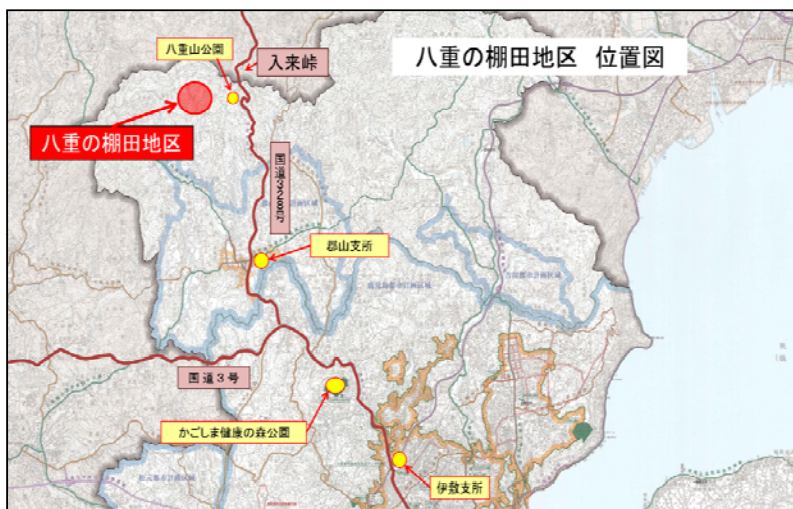 八重の棚田地区 位置図
八重山公園
入来峠
八重の棚田地区
国道328号
郡山支所
国道3号
かごしま健康の森公園
伊敷支所